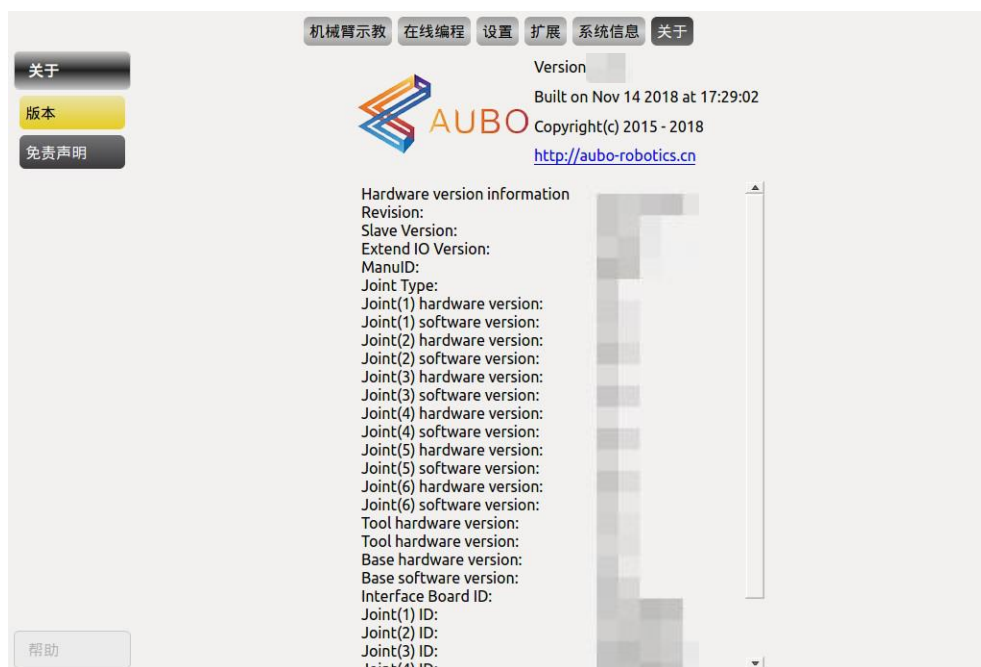 机械臂示教 在线编程 设置 扩展 系统信息 关于
关于
版本
免责声明
AUBO
Version
Built on Nov 14 2018 at 17:29:02
Copyright(c) 2015 - 2018
http://aubo-robotics.cn
Hardware version information
Revision:
Slave Version:
Extend IO Version:
ManuID:
Joint Type:
Joint(1) hardware version:
Joint(1) software version:
Joint(2) hardware version:
Joint(2) software version:
Joint(3) hardware version:
Joint(3) software version:
Joint(4) hardware version:
Joint(4) software version:
Joint(5) hardware version:
Joint(5) software version:
Joint(6) hardware version:
Joint(6) software version:
Tool hardware version:
Tool hardware version:
Base hardware version:
Base software version:
Interface Board ID:
Joint(1) ID:
Joint(2) ID:
Joint(3) ID:
Joint(4) ID:
帮助